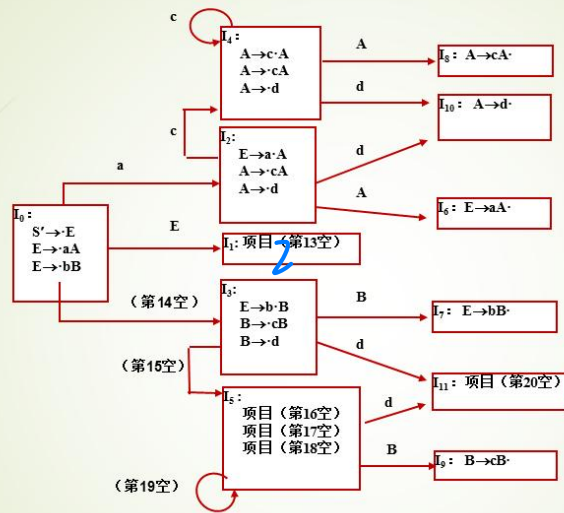 c
I₄：
A→c·A
A→·cA
A→·d
A
I₈：A→cA·
d
I₁₀：A→d·
c
I₂：
E→a·A
A→·cA
A→·d
d
A
I₆：E→aA·
a
I₀：
S′→·E
E→·aA
E→·bB
E
I₁：项目（第13空）
2
（第14空）
I₃：
E→b·B
B→·cB
B→·d
B
I₇：E→bB·
d
（第15空）
I₁₁：项目（第20空）
I₅：
项目（第16空）
项目（第17空）
项目（第18空）
d
B
I₉：B→cB·
（第19空）